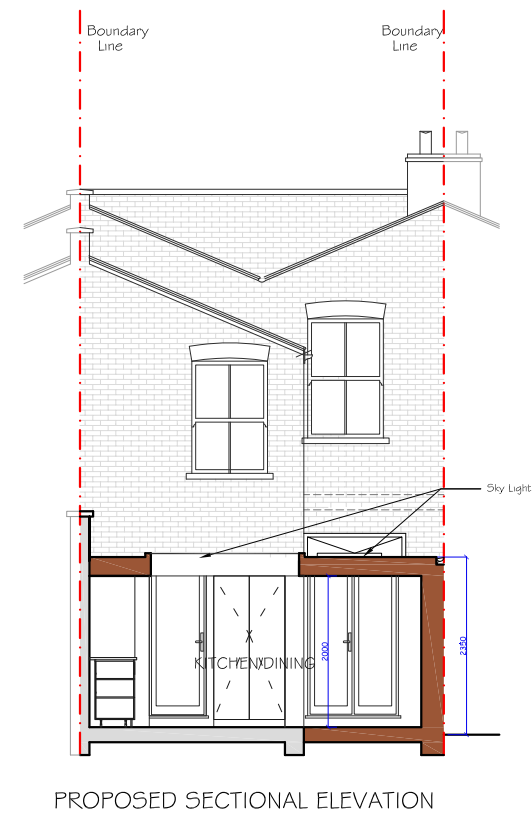 Boundary
Line
Boundary
Line
Sky Light
KITCHEN/DINING
2000
2350
PROPOSED SECTIONAL ELEVATION